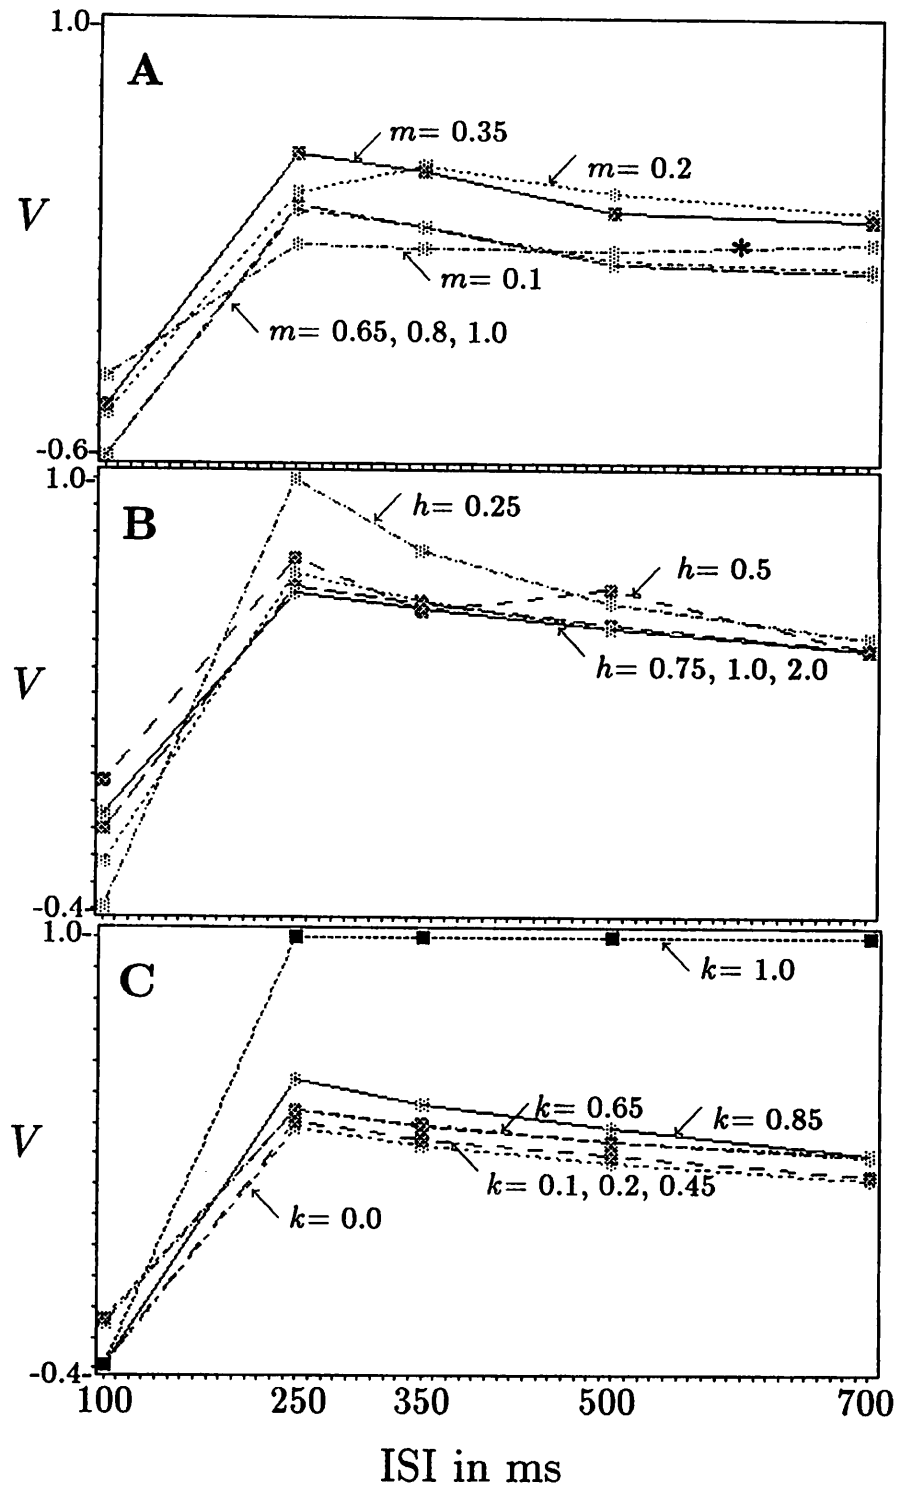 1.0
A
m= 0.35
m= 0.2
V
*
m= 0.1
m= 0.65, 0.8, 1.0
-0.6
1.0
B
h= 0.25
h= 0.5
V
h= 0.75, 1.0, 2.0
-0.4
1.0
C
k= 1.0
k= 0.65
k= 0.85
V
k= 0.1, 0.2, 0.45
k= 0.0
-0.4
100 250 350 500 700
ISI in ms